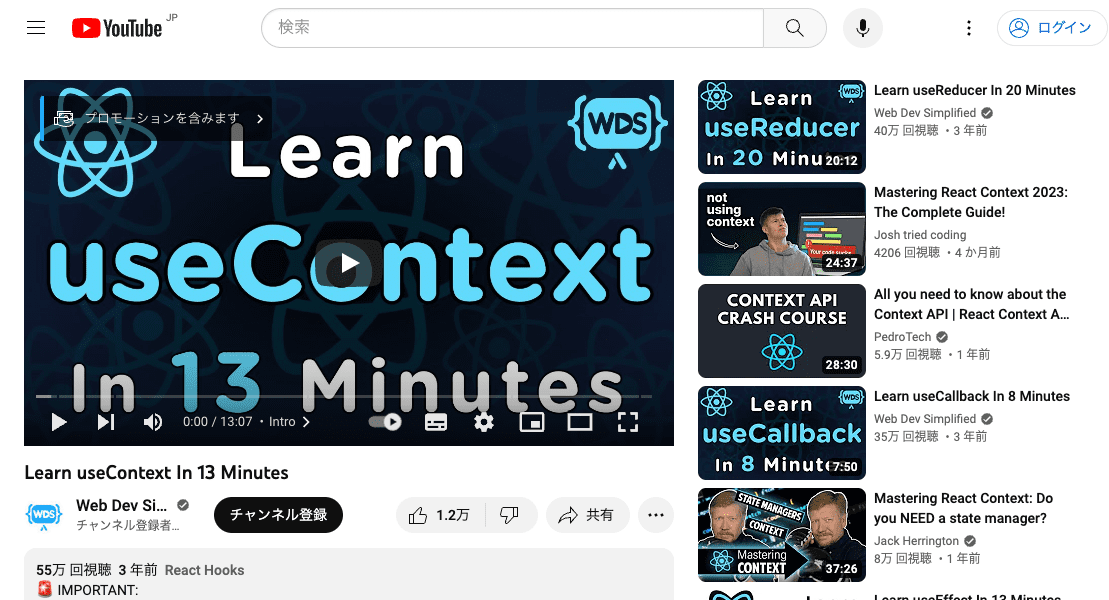 YouTube JP
検索
ログイン
プロモーションを含みます
WDS
Learn
useContext
In 13 Minutes
0:00 / 13:07 • Intro
Learn useContext In 13 Minutes
WDS
Web Dev Si...
チャンネル登録者...
チャンネル登録
1.2万
共有
55万 回視聴 3 年前 React Hooks
🚨 IMPORTANT:
Learn
WDS
useReducer
In 20 Minu
20:12
Learn useReducer In 20 Minutes
Web Dev Simplified
40万 回視聴 • 3 年前
not
using
context
24:37
Mastering React Context 2023:
The Complete Guide!
Josh tried coding
4206 回視聴 • 4 か月前
CONTEXT API
CRASH COURSE
28:30
All you need to know about the
Context API | React Context A...
PedroTech
5.9万 回視聴 • 1 年前
Learn
WDS
useCallback
In 8 Minute
7:50
Learn useCallback In 8 Minutes
Web Dev Simplified
35万 回視聴 • 3 年前
STATE MANAGERS
CONTEXT
Mastering
CONTEXT
37:26
Mastering React Context: Do
you NEED a state manager?
Jack Herrington
8万 回視聴 • 1 年前
Learn useEffect In 13 Minutes